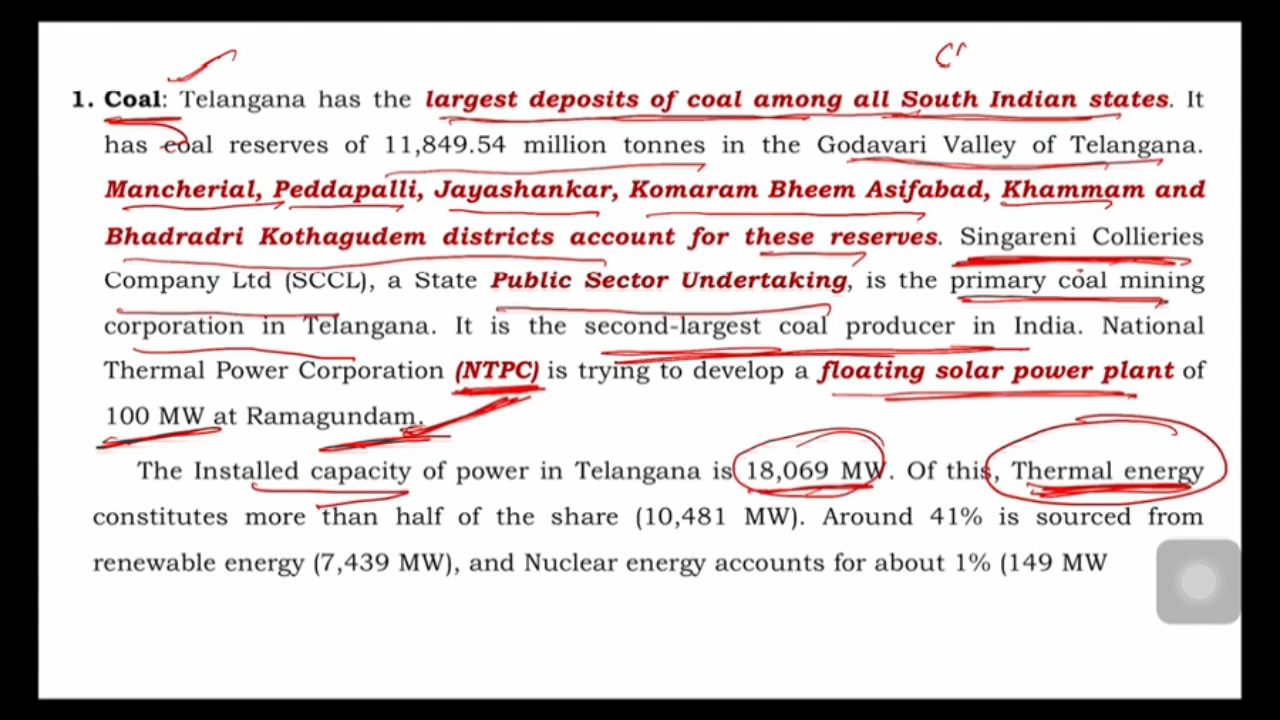 1. Coal: Telangana has the largest deposits of coal among all South Indian states. It
has coal reserves of 11,849.54 million tonnes in the Godavari Valley of Telangana.
Mancherial, Peddapalli, Jayashankar, Komaram Bheem Asifabad, Khammam and
Bhadradri Kothagudem districts account for these reserves. Singareni Collieries
Company Ltd (SCCL), a State Public Sector Undertaking, is the primary coal mining
corporation in Telangana. It is the second-largest coal producer in India. National
Thermal Power Corporation (NTPC) is trying to develop a floating solar power plant of
100 MW at Ramagundam.
The Installed capacity of power in Telangana is 18,069 MW. Of this, Thermal energy
constitutes more than half of the share (10,481 MW). Around 41% is sourced from
renewable energy (7,439 MW), and Nuclear energy accounts for about 1% (149 MW